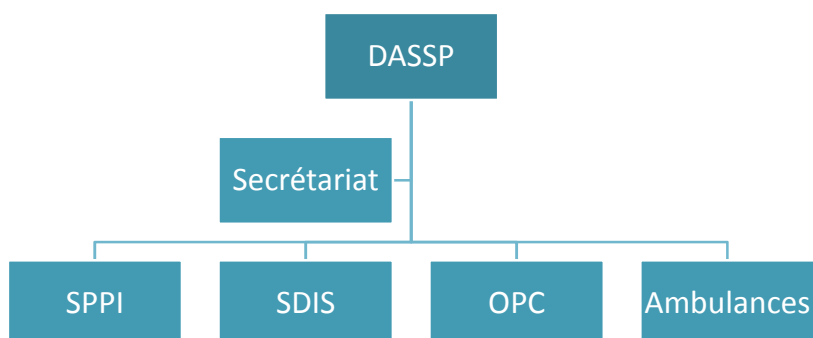 DASSP
Secrétariat
SPPI
SDIS
OPC
Ambulances